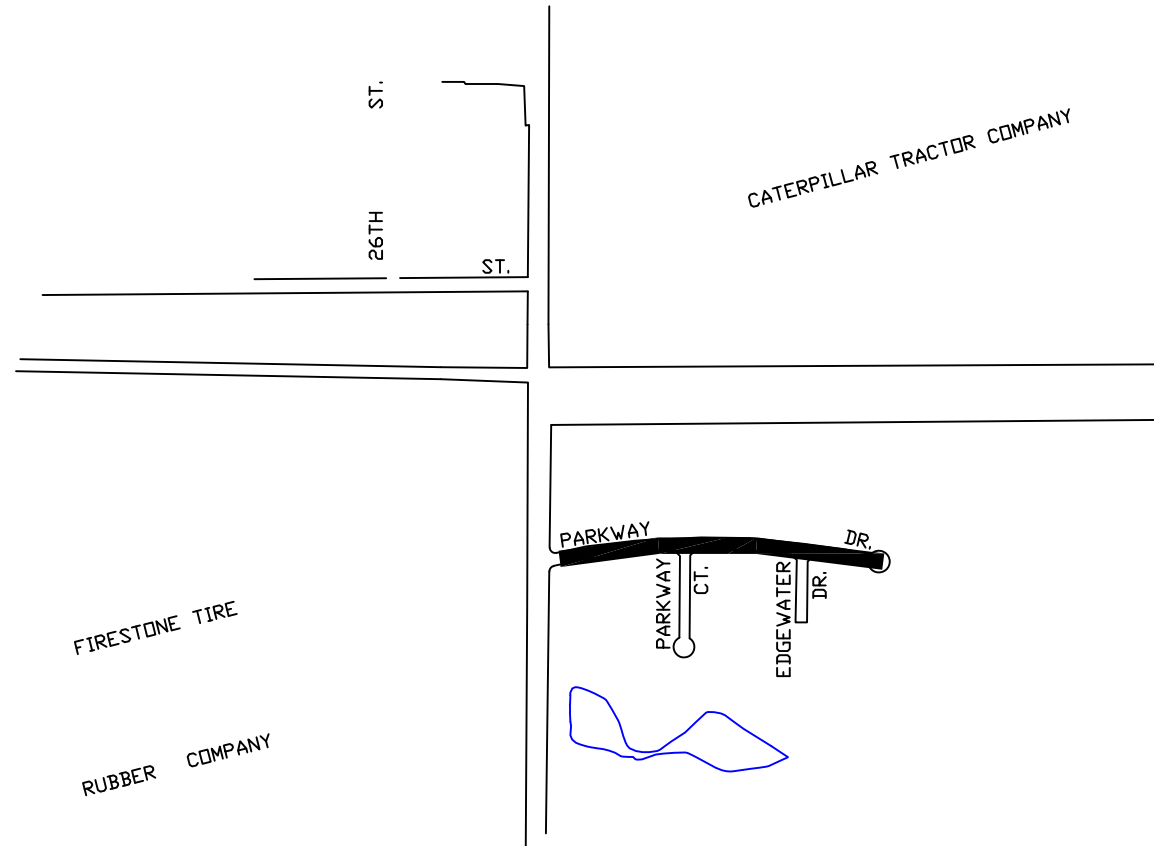 ST.
26TH
ST.
CATERPILLAR TRACTOR COMPANY
PARKWAY DR.
PARKWAY CT.
EDGEWATER DR.
FIRESTONE TIRE
RUBBER COMPANY